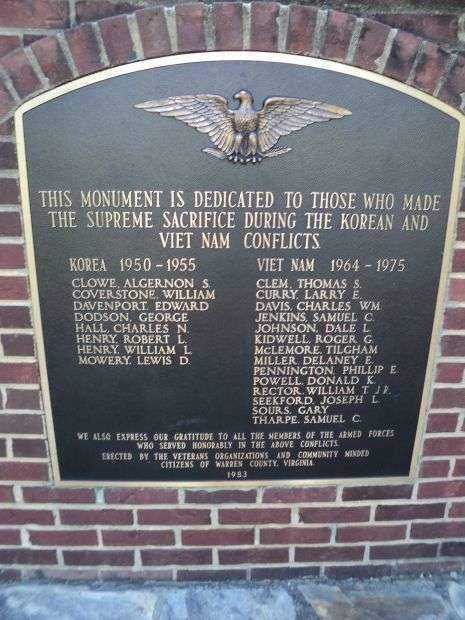 THIS MONUMENT IS DEDICATED TO THOSE WHO MADE
THE SUPREME SACRIFICE DURING THE KOREAN AND
VIET NAM CONFLICTS.
KOREA 1950-1955
CLOWE, ALGERNON S.
COVERSTONE, WILLIAM
DAVENPORT, EDWARD
DODSON, GEORGE
HALL, CHARLES N.
HENRY, ROBERT L.
HENRY, WILLIAM L.
MOWERY, LEWIS D.
VIET NAM 1964-1975
CLEM, THOMAS S.
CURRY, LARRY E.
DAVIS, CHARLES WM.
JENKINS, SAMUEL C.
JOHNSON, DALE L.
KIDWELL, ROGER G.
McLEMORE, TILGHAM
MILLER, DELANEY E.
PENNINGTON, PHILLIP E.
POWELL, DONALD K.
RECTOR, WILLIAM T. JR.
SEEKFORD, JOSEPH L.
SOURS, GARY
THARPE, SAMUEL C.
WE ALSO EXPRESS OUR GRATITUDE TO ALL THE MEMBERS OF THE ARMED FORCES
WHO SERVED HONORABLY IN THE ABOVE CONFLICTS.
ERECTED BY THE VETERANS ORGANIZATIONS AND COMMUNITY MINDED
CITIZENS OF WARREN COUNTY, VIRGINIA
1983